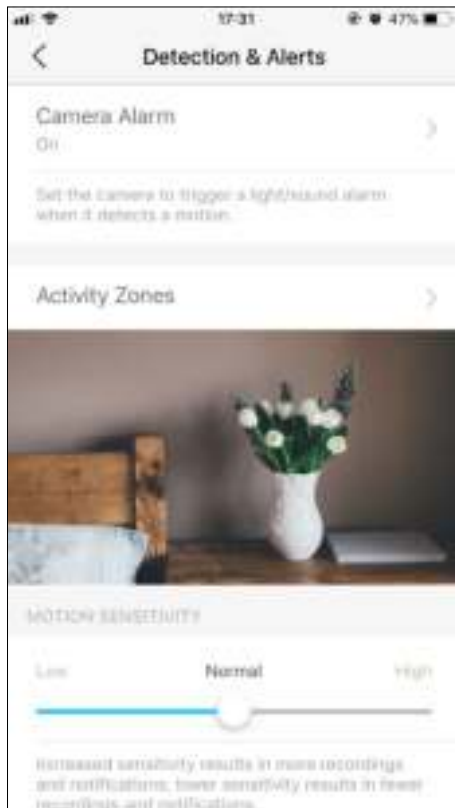 17:31
47%
Detection & Alerts
Camera Alarm
On
Set the camera to trigger a light/sound alarm
when it detects a motion.
Activity Zones
MOTION SENSITIVITY
Low Normal High
Increased sensitivity results in more recordings
and notifications, lower sensitivity results in fewer
recordings and notifications.